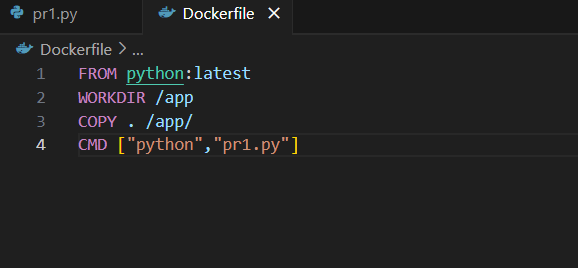 pr1.py Dockerfile
Dockerfile > ...
1 FROM python:latest
2 WORKDIR /app
3 COPY . /app/
4 CMD ["python","pr1.py"]